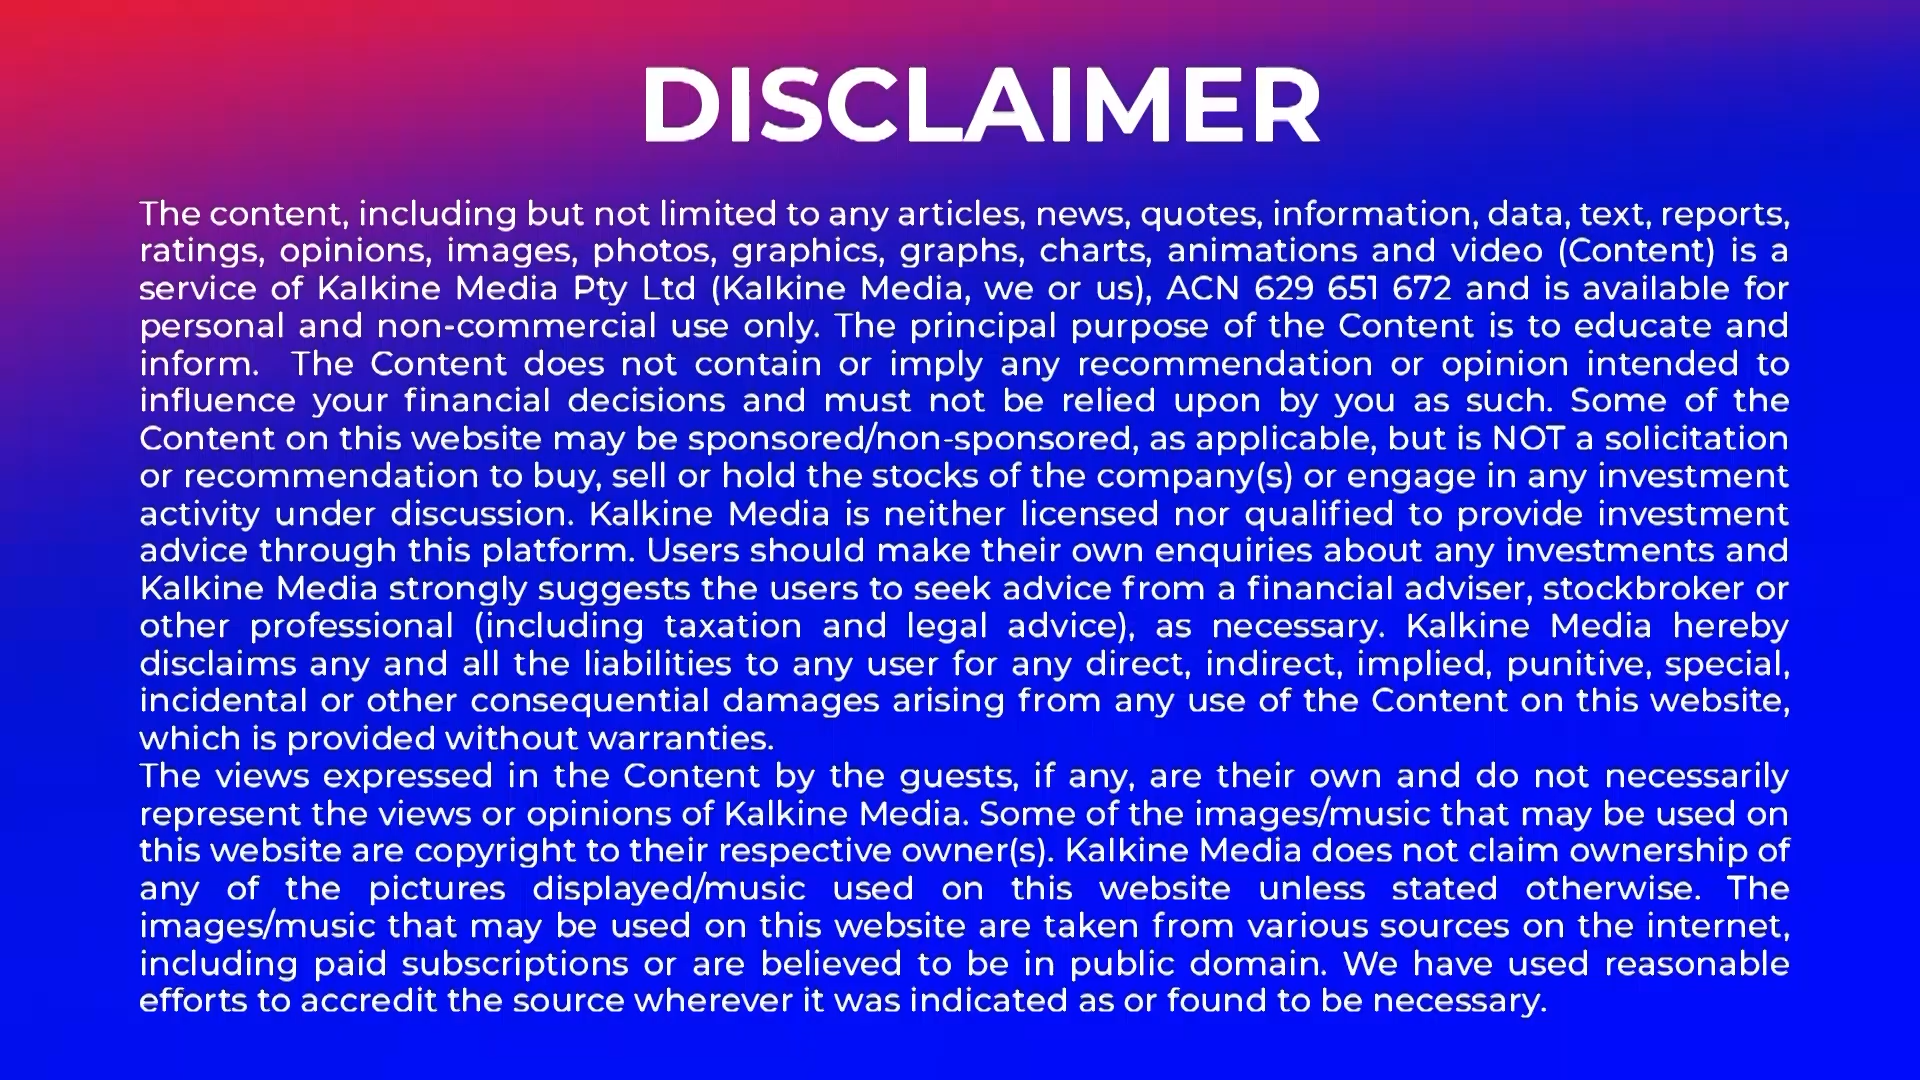 DISCLAIMER
The content, including but not limited to any articles, news, quotes, information, data, text, reports,
ratings, opinions, images, photos, graphics, graphs, charts, animations and video (Content) is a
service of Kalkine Media Pty Ltd (Kalkine Media, we or us), ACN 629 651 672 and is available for
personal and non-commercial use only. The principal purpose of the Content is to educate and
inform.  The Content does not contain or imply any recommendation or opinion intended to
influence your financial decisions and must not be relied upon by you as such. Some of the
Content on this website may be sponsored/non-sponsored, as applicable, but is NOT a solicitation
or recommendation to buy, sell or hold the stocks of the company(s) or engage in any investment
activity under discussion. Kalkine Media is neither licensed nor qualified to provide investment
advice through this platform. Users should make their own enquiries about any investments and
Kalkine Media strongly suggests the users to seek advice from a financial adviser, stockbroker or
other professional (including taxation and legal advice), as necessary. Kalkine Media hereby
disclaims any and all the liabilities to any user for any direct, indirect, implied, punitive, special,
incidental or other consequential damages arising from any use of the Content on this website,
which is provided without warranties.
The views expressed in the Content by the guests, if any, are their own and do not necessarily
represent the views or opinions of Kalkine Media. Some of the images/music that may be used on
this website are copyright to their respective owner(s). Kalkine Media does not claim ownership of
any of the pictures displayed/music used on this website unless stated otherwise. The
images/music that may be used on this website are taken from various sources on the internet,
including paid subscriptions or are believed to be in public domain. We have used reasonable
efforts to accredit the source wherever it was indicated as or found to be necessary.